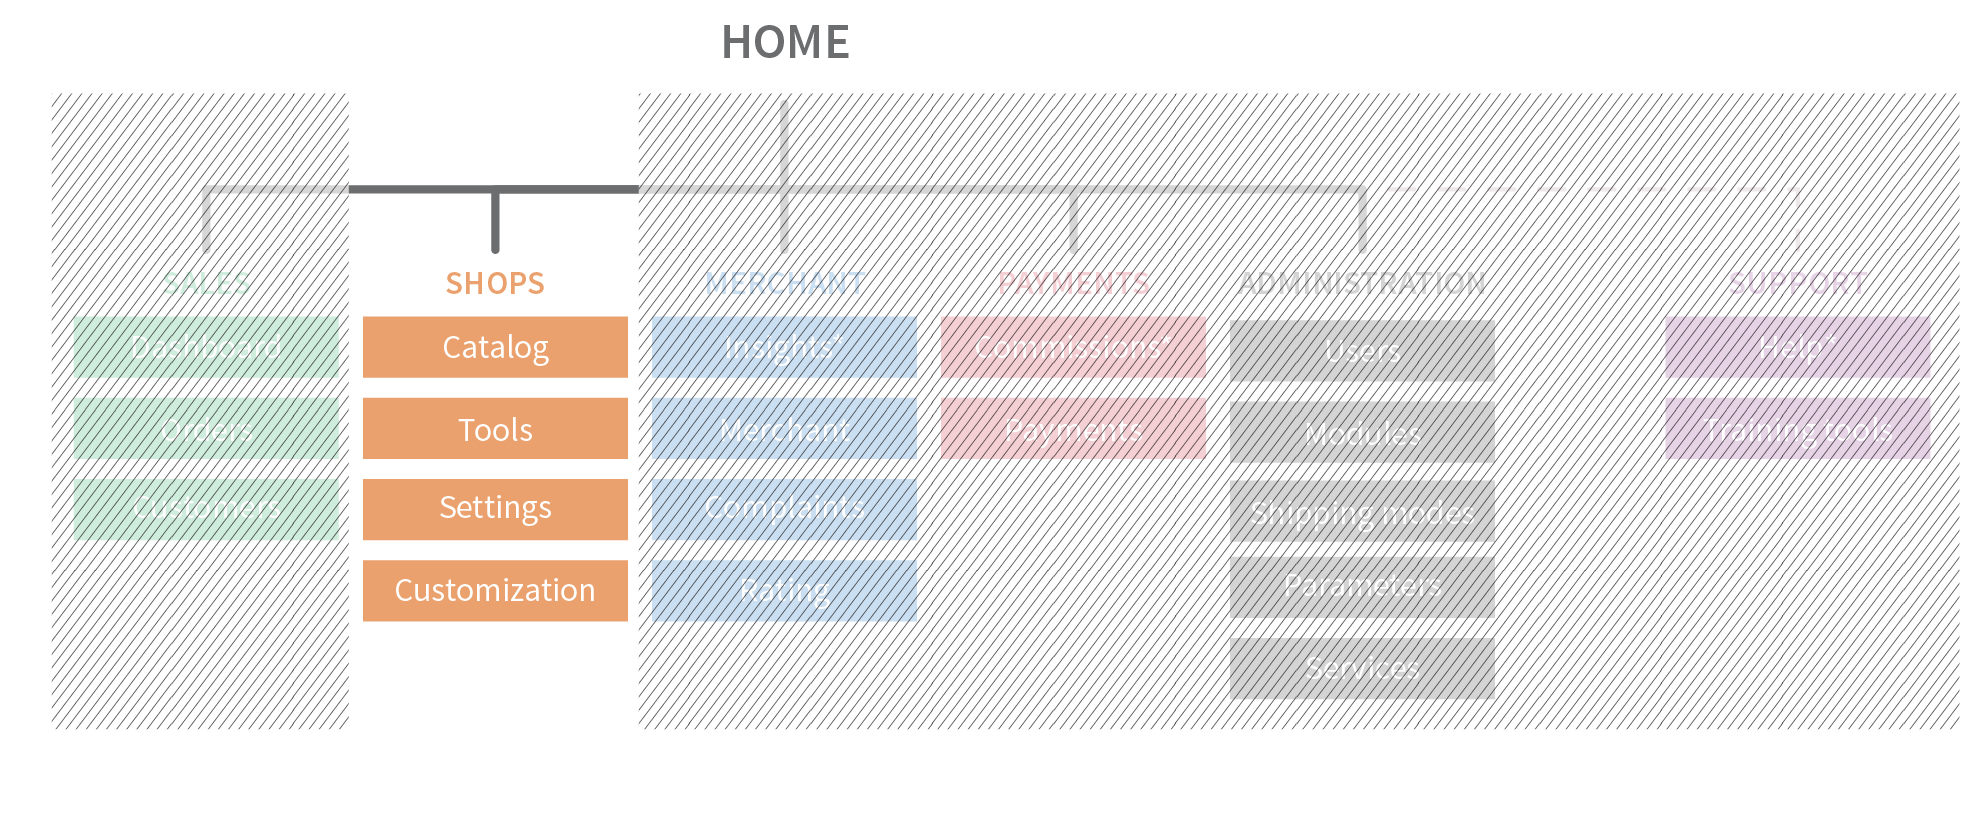 HOME
SALES
Dashboard
Orders
Customers
SHOPS
Catalog
Tools
Settings
Customization
MERCHANT
Insights*
Merchant
Complaints
Rating
PAYMENTS
Commissions*
Payments
ADMINISTRATION
Users
Modules
Shipping modes
Parameters
Services
SUPPORT
Help*
Training tools